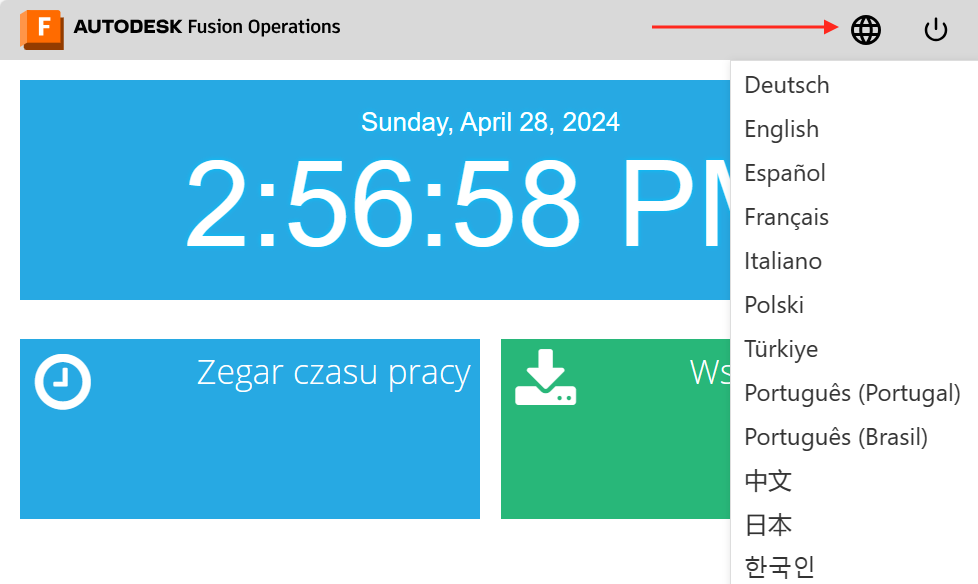 F AUTODESK Fusion Operations
Sunday, April 28, 2024
2:56:58 PM
Zegar czasu pracy
Deutsch
English
Español
Français
Italiano
Polski
Türkiye
Português (Portugal)
Português (Brasil)
中文
日本
한국인